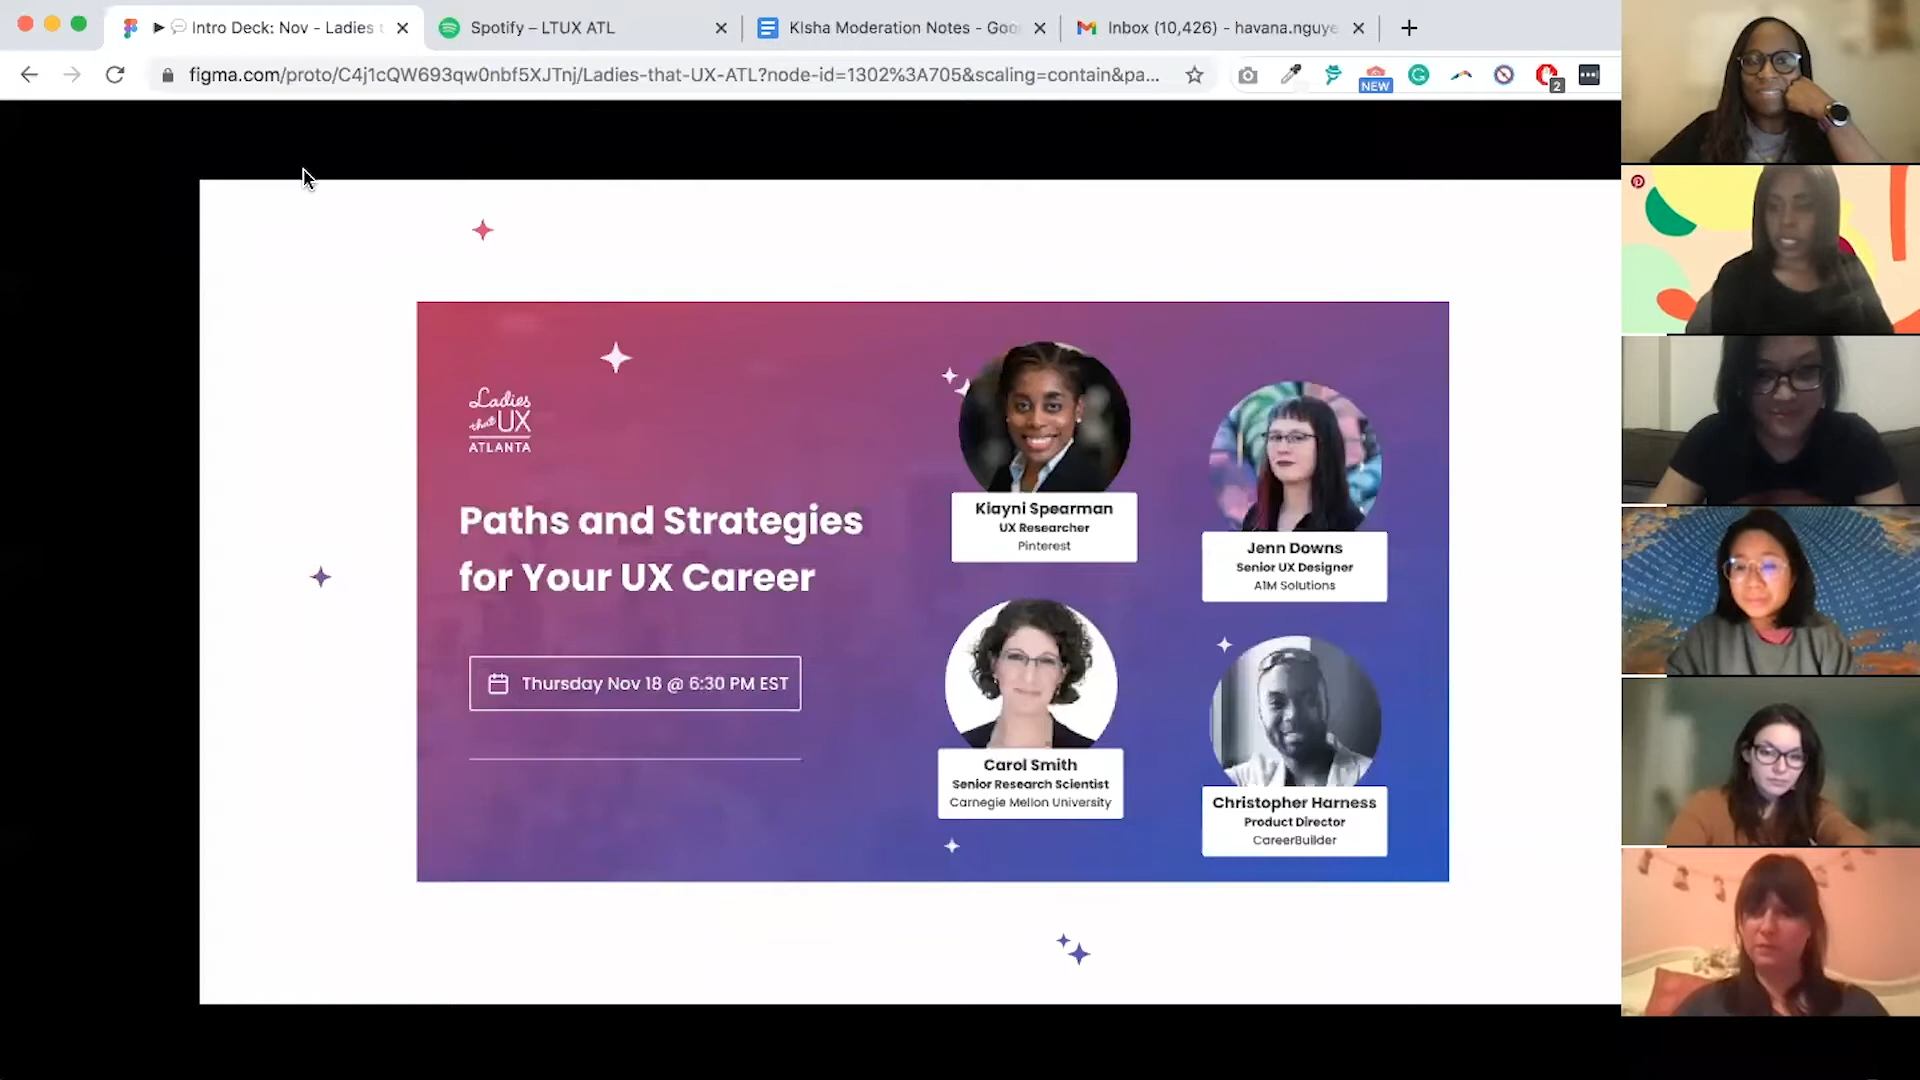 Intro Deck: Nov - Ladies t
Spotify – LTUX ATL
KIsha Moderation Notes - Goo
Inbox (10,426) - havana.nguye
figma.com/proto/C4j1cQW693qw0nbf5XJTnj/Ladies-that-UX-ATL?node-id=1302%3A705&scaling=contain&pa...
NEW
2
Ladies
that UX
ATLANTA
Paths and Strategies
for Your UX Career
Thursday Nov 18 @ 6:30 PM EST
Kiayni Spearman
UX Researcher
Pinterest
Jenn Downs
Senior UX Designer
A1M Solutions
Carol Smith
Senior Research Scientist
Carnegie Mellon University
Christopher Harness
Product Director
CareerBuilder